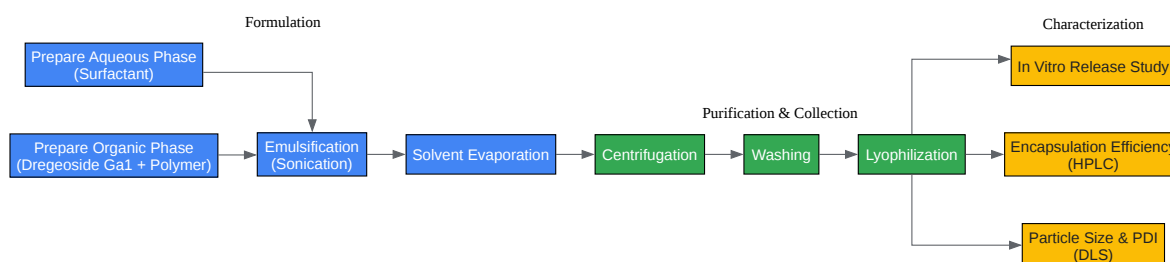 Formulation
Characterization
Prepare Aqueous Phase
(Surfactant)
In Vitro Release Study
Purification & Collection
Prepare Organic Phase
(Dregeoside Ga1 + Polymer)
Emulsification
(Sonication)
Solvent Evaporation
Centrifugation
Washing
Lyophilization
Encapsulation Efficiency
(HPLC)
Particle Size & PDI
(DLS)